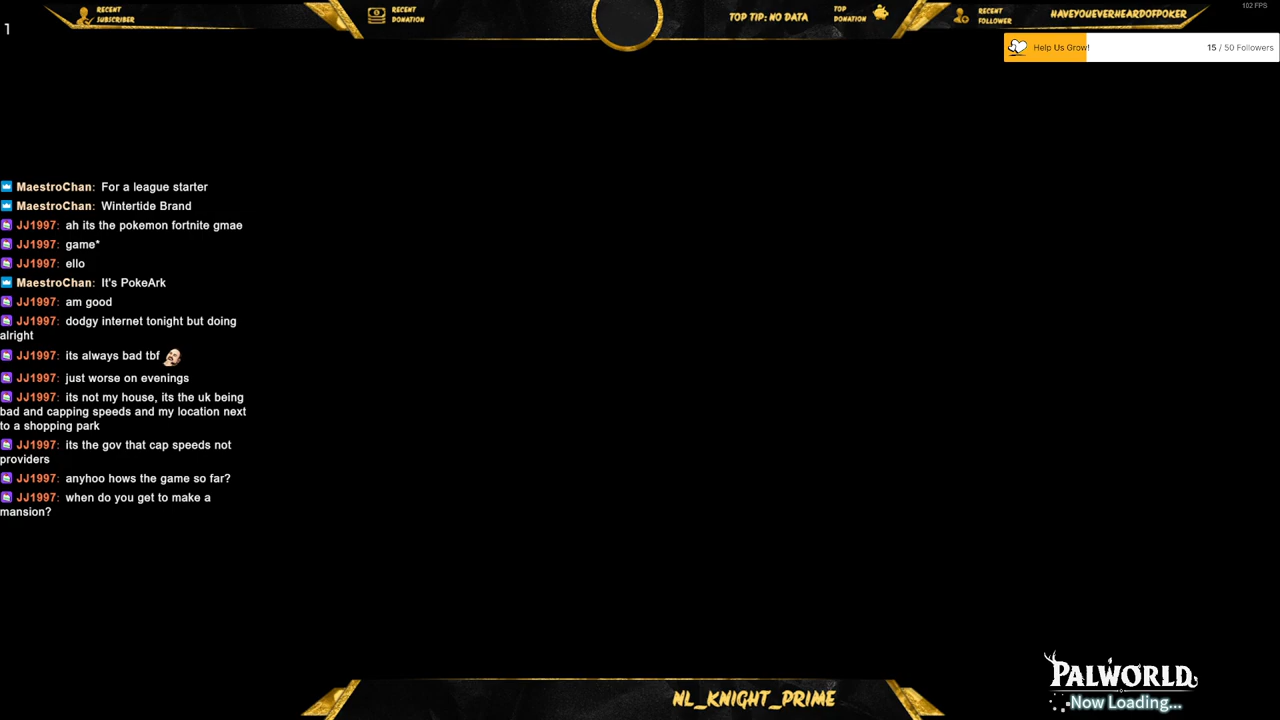 RECENT
SUBSCRIBER
RECENT
DONATION
TOP TIP: NO DATA
TOP
DONATION
RECENT
FOLLOWER
HAVEYOUEVERHEARDOFPOKER
102 FPS
1
Help Us Grow!
15 / 50 Followers
MaestroChan: For a league starter
MaestroChan: Wintertide Brand
JJ1997: ah its the pokemon fortnite gmae
JJ1997: game*
JJ1997: ello
MaestroChan: It's PokeArk
JJ1997: am good
JJ1997: dodgy internet tonight but doing
alright
JJ1997: its always bad tbf
JJ1997: just worse on evenings
JJ1997: its not my house, its the uk being
bad and capping speeds and my location next
to a shopping park
JJ1997: its the gov that cap speeds not
providers
JJ1997: anyhoo hows the game so far?
JJ1997: when do you get to make a
mansion?
PALWORLD
Now Loading...
NL_KNIGHT_PRIME